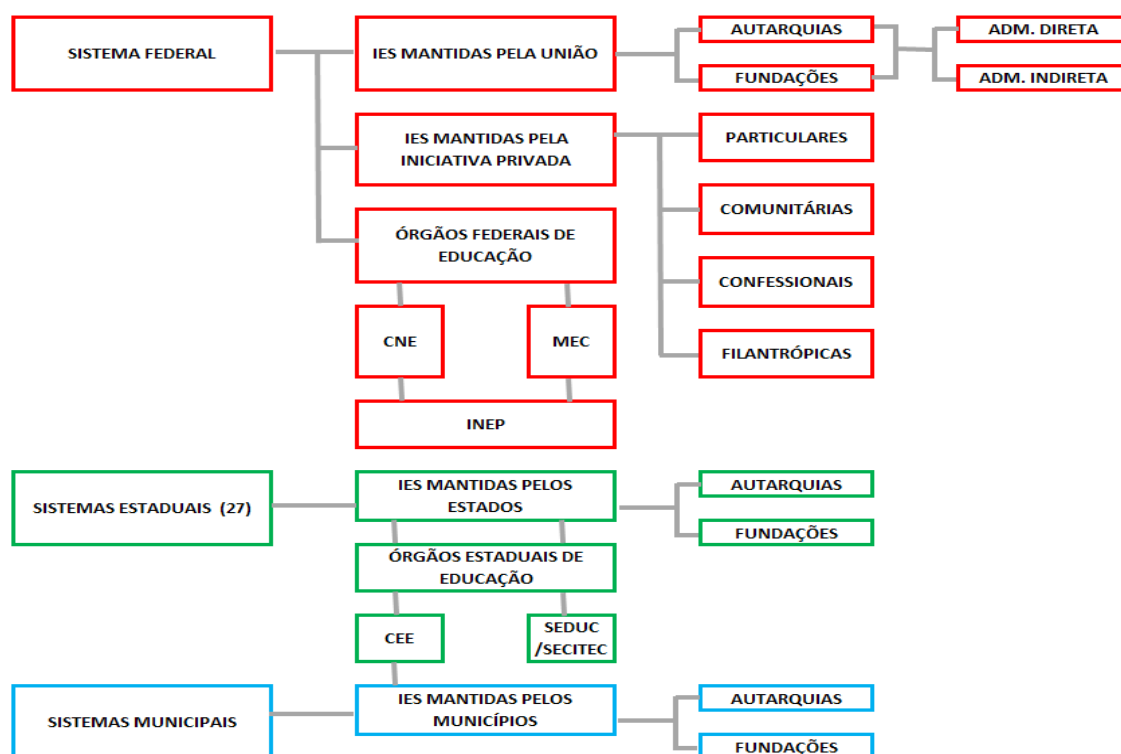 SISTEMA FEDERAL
IES MANTIDAS PELA UNIÃO
AUTARQUIAS
FUNDAÇÕES
ADM. DIRETA
ADM. INDIRETA
IES MANTIDAS PELA
INICIATIVA PRIVADA
PARTICULARES
COMUNITÁRIAS
CONFESSIONAIS
FILANTRÓPICAS
ÓRGÃOS FEDERAIS DE
EDUCAÇÃO
CNE
MEC
INEP
SISTEMAS ESTADUAIS (27)
IES MANTIDAS PELOS
ESTADOS
AUTARQUIAS
FUNDAÇÕES
ÓRGÃOS ESTADUAIS DE
EDUCAÇÃO
CEE
SEDUC
/SECITEC
SISTEMAS MUNICIPAIS
IES MANTIDAS PELOS
MUNICÍPIOS
AUTARQUIAS
FUNDAÇÕES